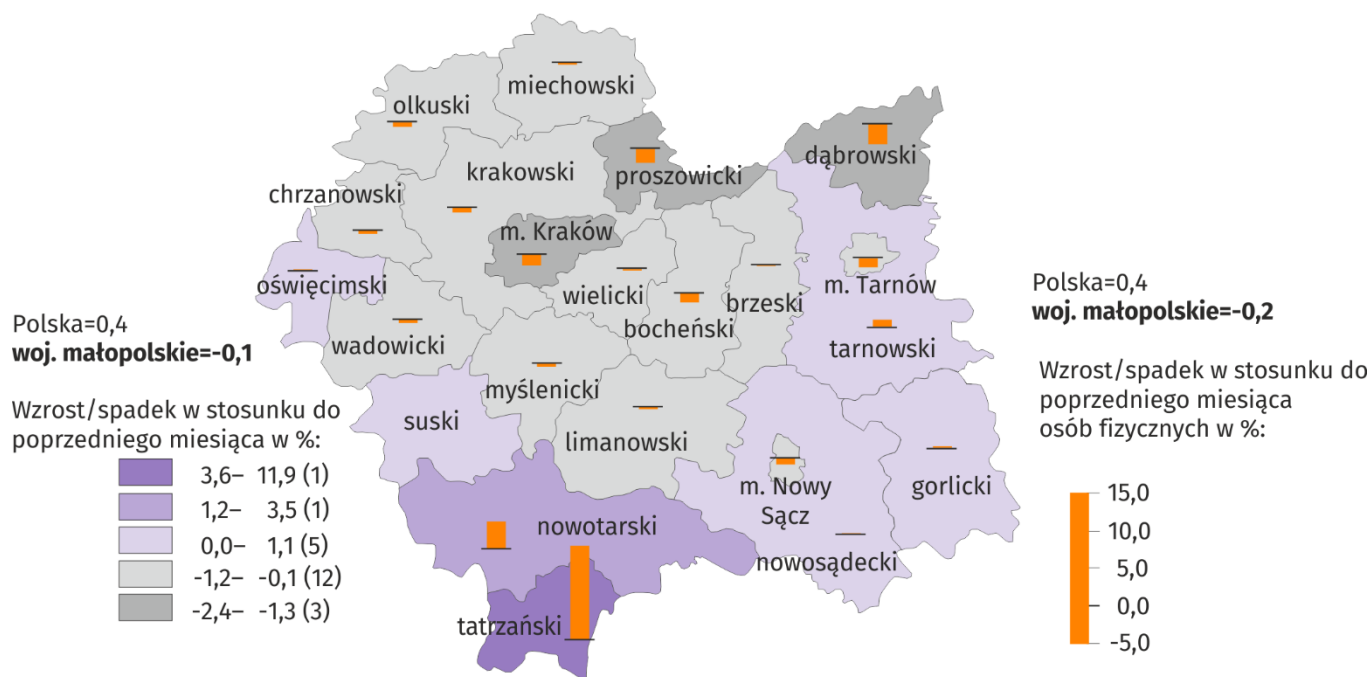 miechowski
olkuski
dąbrowski
krakowski
proszowicki
chrzanowski
m. Kraków
oświęcimski
wielicki
brzeski
m. Tarnów
bocheński
wadowicki
tarnowski
myślenicki
suski
limanowski
m. Nowy
Sącz
gorlicki
nowotarski
nowosądecki
tatrzański
Polska=0,4
woj. małopolskie=-0,1
Wzrost/spadek w stosunku do
poprzedniego miesiąca w %:
3,6– 11,9 (1)
1,2– 3,5 (1)
0,0– 1,1 (5)
-1,2– -0,1 (12)
-2,4– -1,3 (3)
Polska=0,4
woj. małopolskie=-0,2
Wzrost/spadek w stosunku do
poprzedniego miesiąca
osób fizycznych w %:
15,0
10,0
5,0
0,0
-5,0